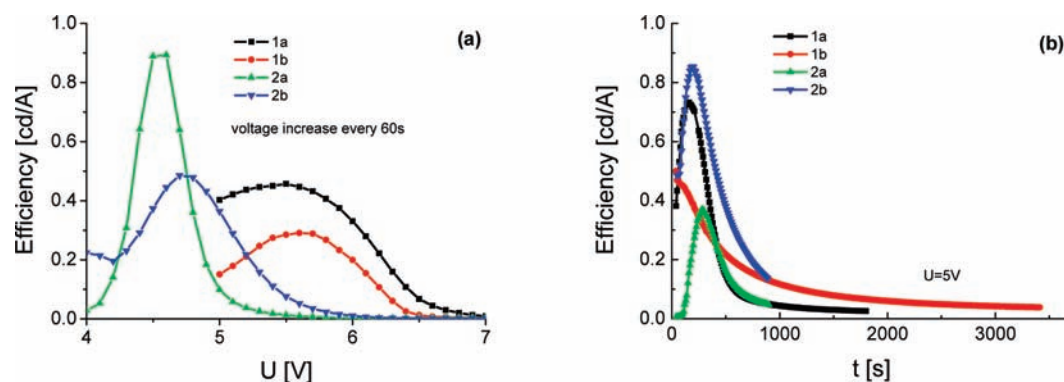 (a)
Efficiency [cd/A]
1.0
0.8
0.6
0.4
0.2
0.0
1a
1b
2a
2b
voltage increase every 60s
4 5 6 7
U [V]
(b)
Efficiency [cd/A]
1.0
0.8
0.6
0.4
0.2
0.0
1a
1b
2a
2b
U=5V
0 1000 2000 3000
t [s]